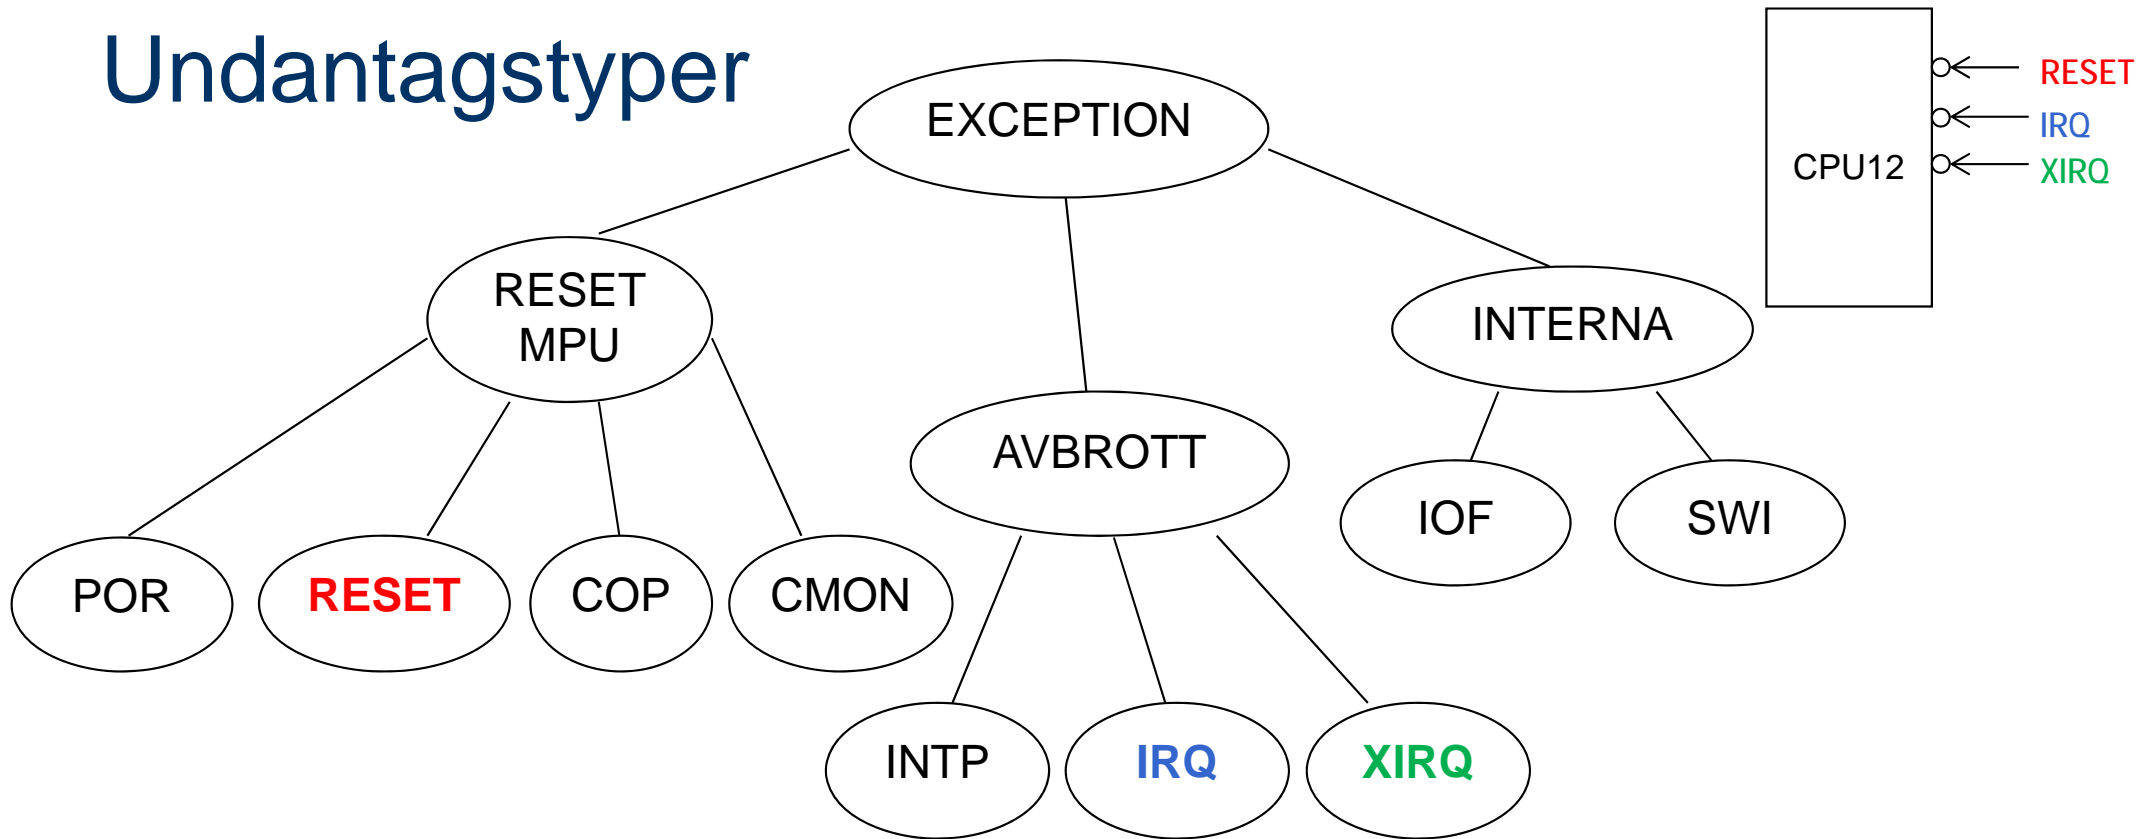 Undantagstyper
EXCEPTION
RESET
IRQ
CPU12
XIRQ
RESET
MPU
INTERNA
AVBROTT
IOF
SWI
POR
RESET
COP
CMON
INTP
IRQ
XIRQ